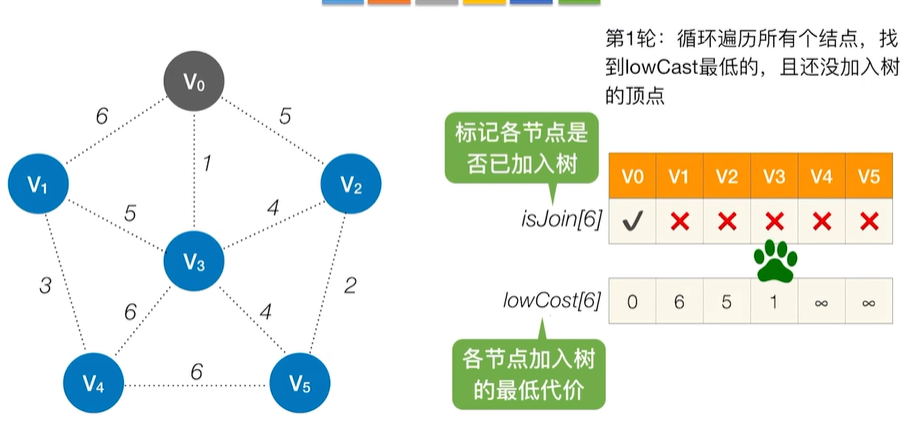 第1轮：循环遍历所有个结点，找
到lowCast最低的，且还没加入树
的顶点
V0
6
5
1
标记各节点是
否已加入树
V0 V1 V2 V3 V4 V5
V1
V2
5
4
isJoin[6]
✓ ✕ ✕ ✕ ✕ ✕
V3
3
2
6
4
lowCost[6]
0 6 5 1 ∞ ∞
各节点加入树
的最低代价
V4
6
V5